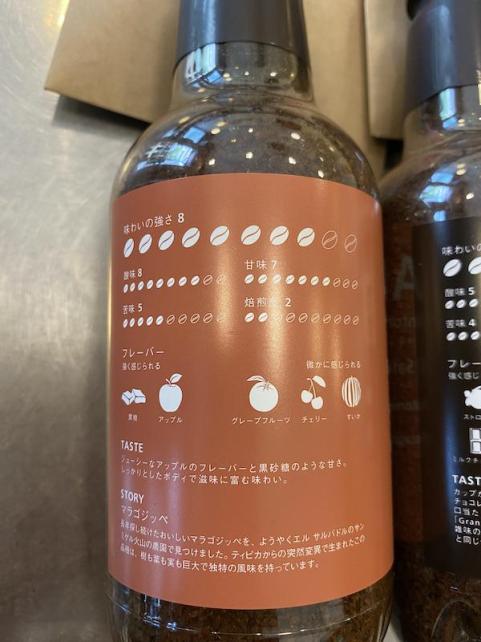 味わいの強さ 8
酸味 8
甘味 7
苦味 5
焙煎度 2
フレーバー
強く感じられる
微かに感じられる
黒糖
アップル
グレープフルーツ
チェリー
すいか
TASTE
ジューシーなアップルのフレーバーと黒砂糖のような甘さ。
しっかりとしたボディで滋味に富む味わい。
STORY
マラゴジッペ
長年探し続けたおいしいマラゴジッペを、ようやくエル サルバドルのサン
ミゲル火山の農園で見つけました。ティピカからの突然変異で生まれたこの
品種は、樹も葉も実も巨大で独特の風味を持っています。
味わい
酸味 5
苦味 4
フレー
強く感じ
ストロ
ミルクチ
TAST
カップか
チョコレ
口当た
「Gran
雑味の
と同じ